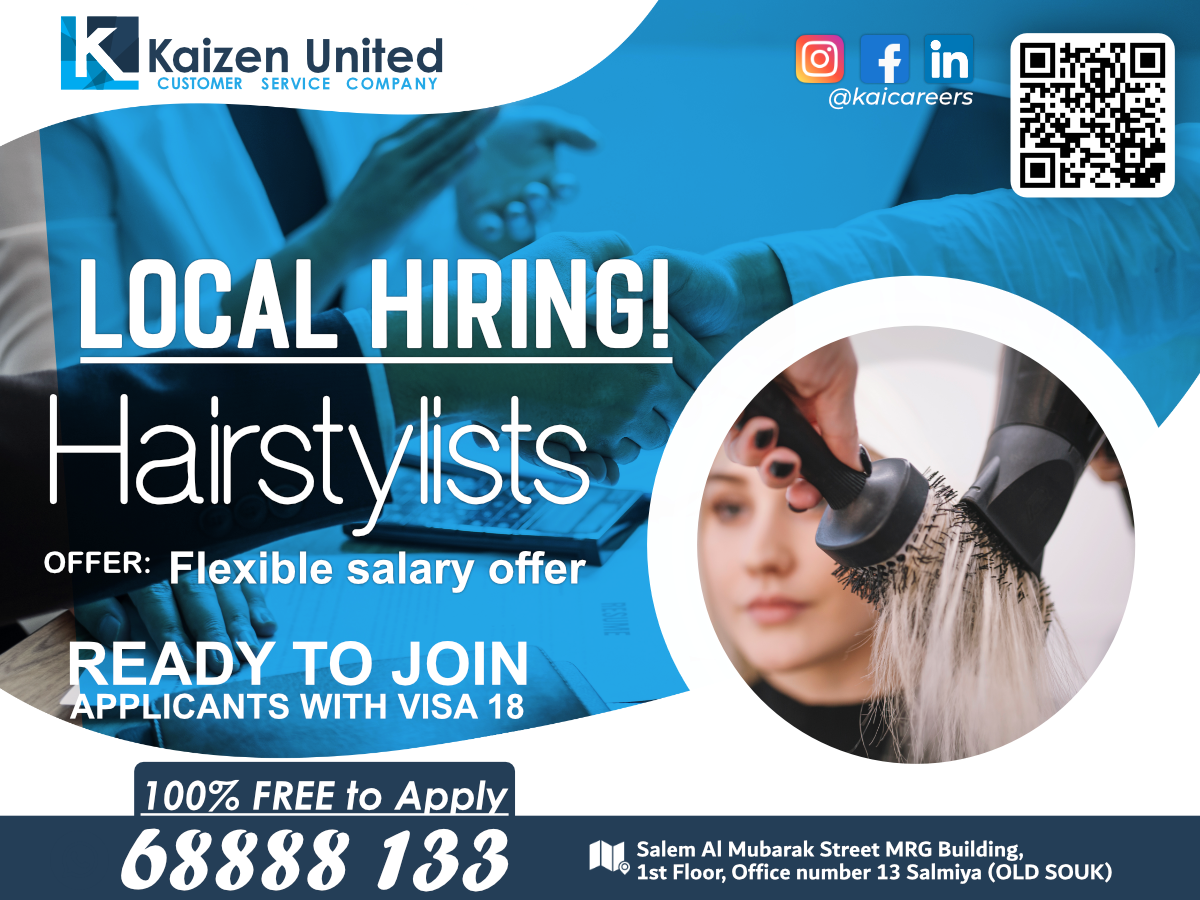 K Kaizen United
CUSTOMER SERVICE COMPANY
in
@kaicareers
LOCAL HIRING!
Hairstylists
OFFER: Flexible salary offer
RESUME
READY TO JOIN
APPLICANTS WITH VISA 18
100% FREE to Apply
68888 133
Salem Al Mubarak Street MRG Building,
1st Floor, Office number 13 Salmiya (OLD SOUK)